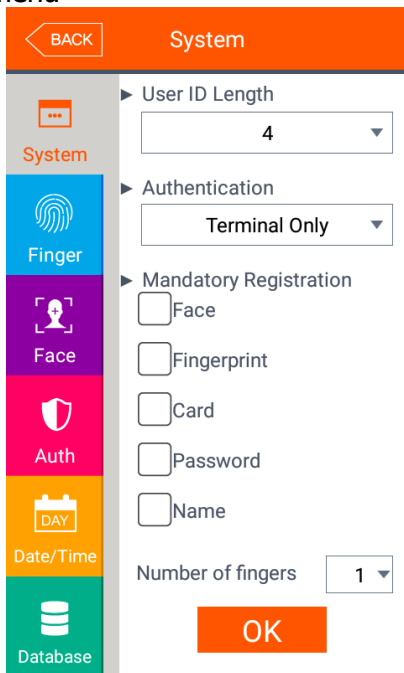 BACK
System
System
Finger
Face
Auth
DAY
Date/Time
Database
► User ID Length
4
► Authentication
Terminal Only
► Mandatory Registration
Face
Fingerprint
Card
Password
Name
Number of fingers 1
OK